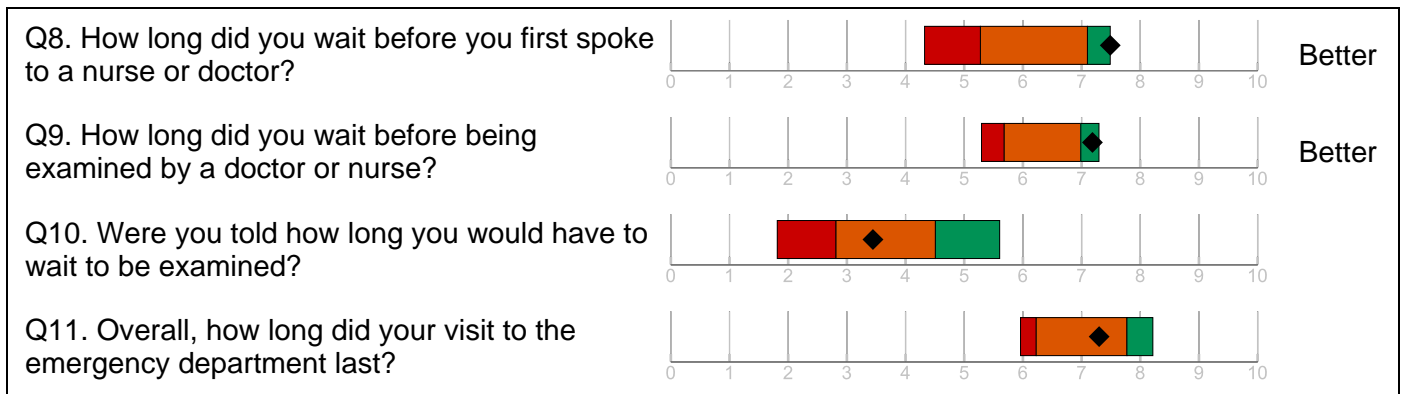 Q8. How long did you wait before you first spoke
to a nurse or doctor?
Better
0 1 2 3 4 5 6 7 8 9 10
Q9. How long did you wait before being
examined by a doctor or nurse?
Better
0 1 2 3 4 5 6 7 8 9 10
Q10. Were you told how long you would have to
wait to be examined?
0 1 2 3 4 5 6 7 8 9 10
Q11. Overall, how long did your visit to the
emergency department last?
0 1 2 3 4 5 6 7 8 9 10